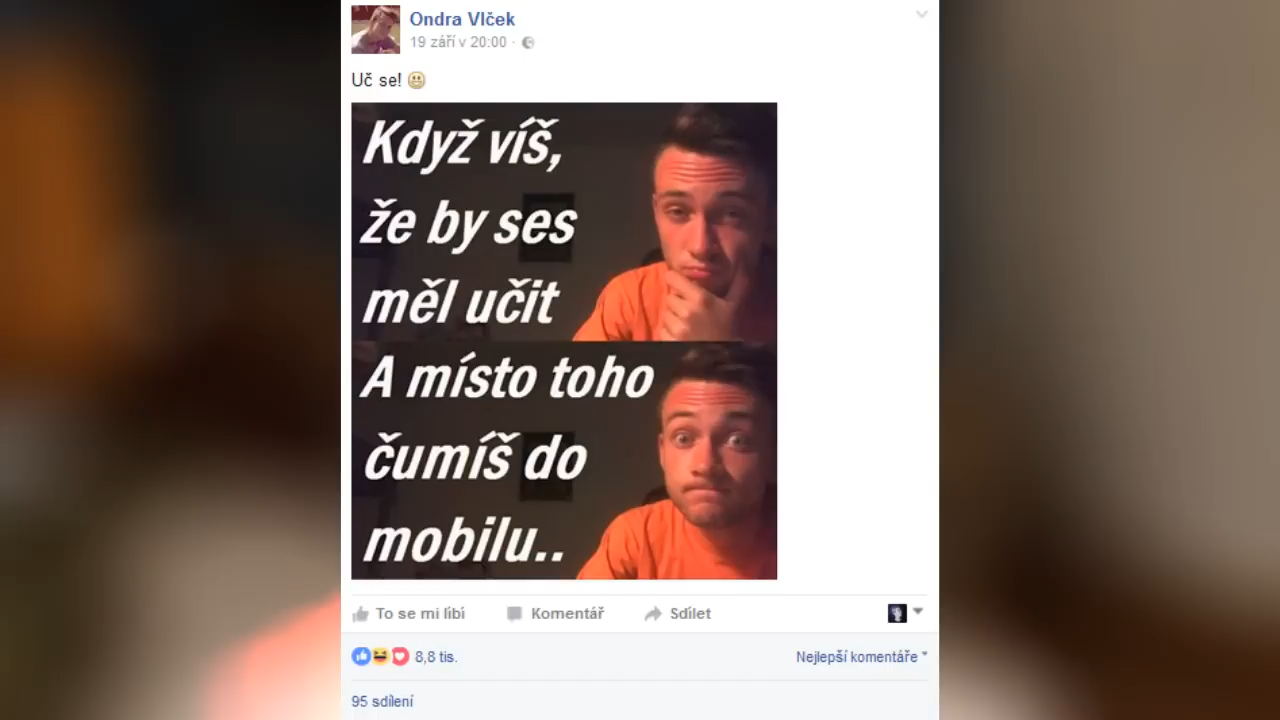 Ondra Vlček
19 září v 20:00 ·
Uč se! 😀
Když víš,
že by ses
měl učit
A místo toho
čumíš do
mobilu..
To se mi líbí
Komentář
Sdílet
8,8 tis.
Nejlepší komentáře
95 sdílení